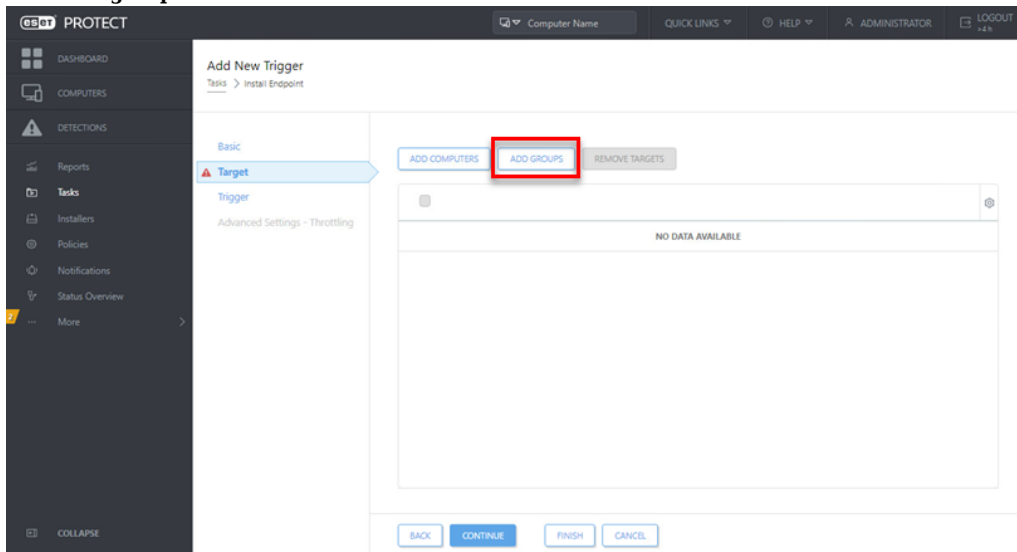 eset PROTECT
Computer Name
QUICK LINKS
HELP
ADMINISTRATOR
LOGOUT
>4 h
DASHBOARD
COMPUTERS
DETECTIONS
Reports
Tasks
Installers
Policies
Notifications
Status Overview
2
... More
COLLAPSE
Add New Trigger
Tasks > Install Endpoint
Basic
Target
Trigger
Advanced Settings - Throttling
ADD COMPUTERS
ADD GROUPS
REMOVE TARGETS
NO DATA AVAILABLE
BACK
CONTINUE
FINISH
CANCEL